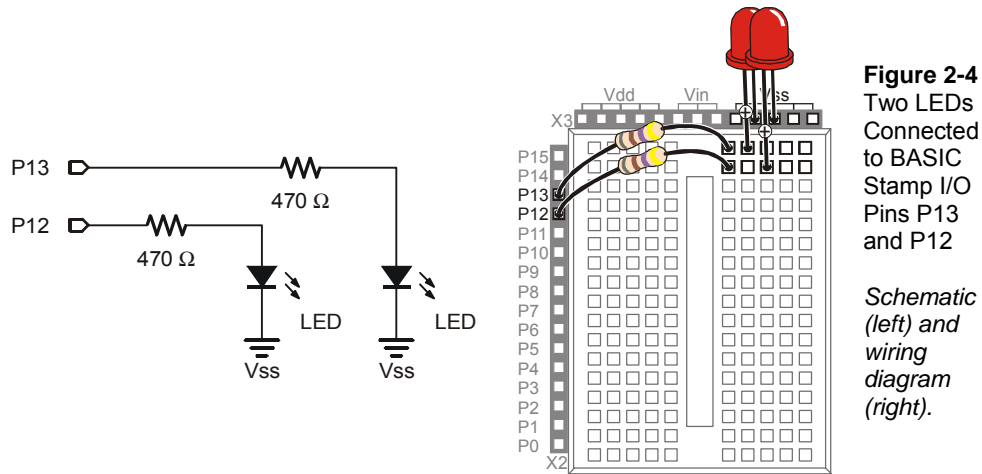 P13
470 Ω
P12
470 Ω
LED
LED
Vss
Vss
Vdd
Vin
Vss
X3
P15
P14
P13
P12
P11
P10
P9
P8
P7
P6
P5
P4
P3
P2
P1
P0
X2
Figure 2-4
Two LEDs
Connected
to BASIC
Stamp I/O
Pins P13
and P12
Schematic
(left) and
wiring
diagram
(right).